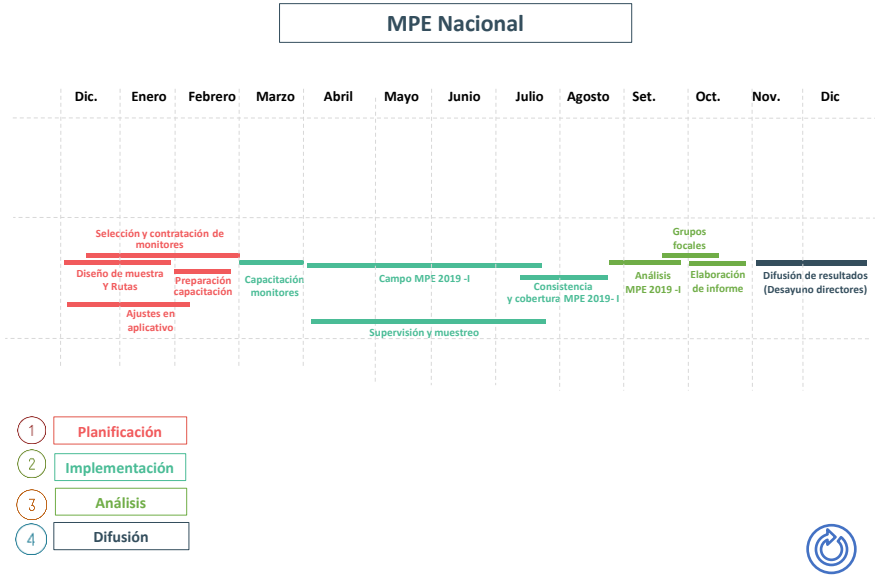 MPE Nacional
Dic. Enero Febrero Marzo Abril Mayo Junio Julio Agosto Set. Oct. Nov. Dic
Selección y contratación de
monitores
Diseño de muestra
Y Rutas
Preparación
capacitación
Ajustes en
aplicativo
Capacitación
monitores
Campo MPE 2019 -I
Supervisión y muestreo
Consistencia
y cobertura MPE 2019- I
Análisis
MPE 2019 -I
Grupos
focales
Elaboración
de informe
Difusión de resultados
(Desayuno directores)
1 Planificación
2 Implementación
3 Análisis
4 Difusión